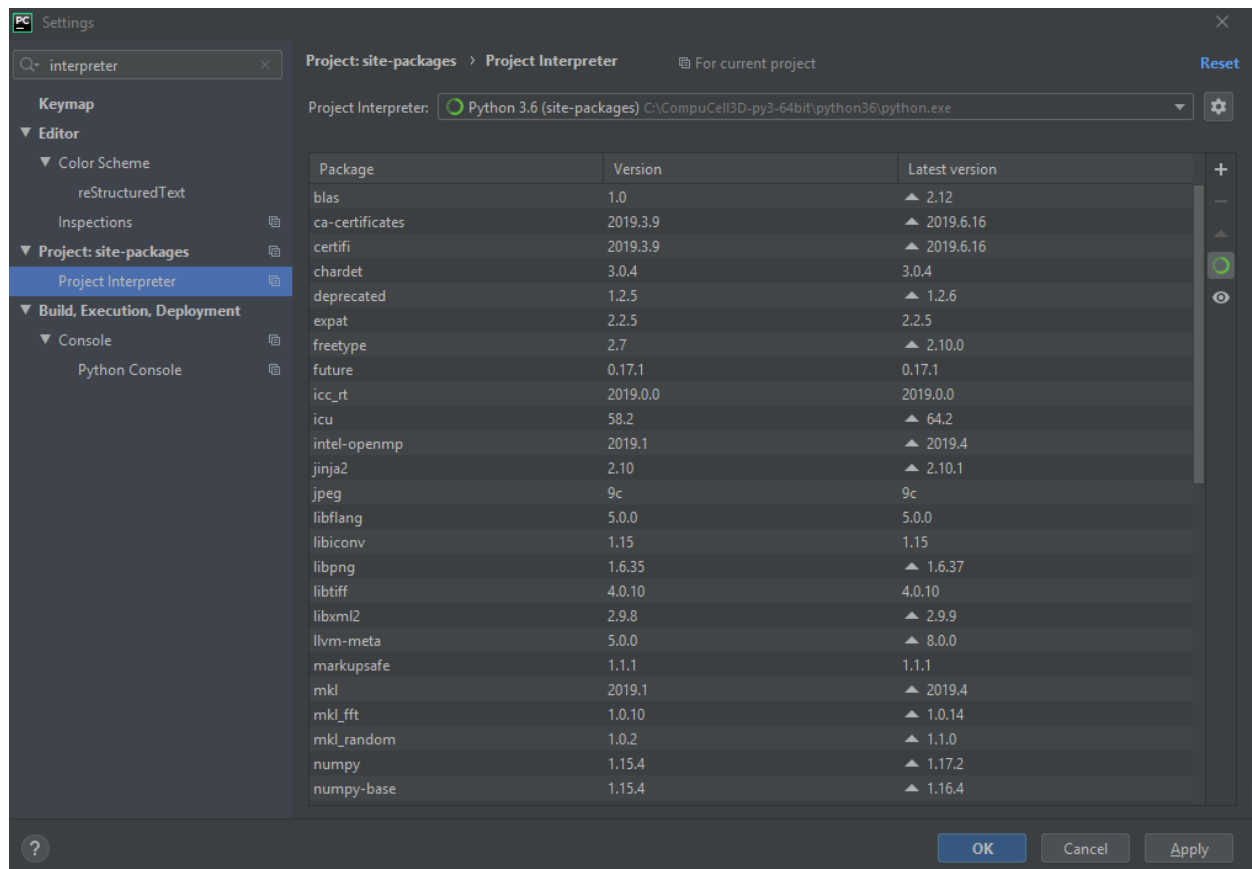 PC Settings
interpreter
Keymap
Editor
Color Scheme
reStructuredText
Inspections
Project: site-packages
Project Interpreter
Build, Execution, Deployment
Console
Python Console
Project: site-packages › Project Interpreter For current project Reset
Project Interpreter: Python 3.6 (site-packages) C:\CompuCell3D-py3-64bit\python36\python.exe
Package Version Latest version
blas 1.0 2.12
ca-certificates 2019.3.9 2019.6.16
certifi 2019.3.9 2019.6.16
chardet 3.0.4 3.0.4
deprecated 1.2.5 1.2.6
expat 2.2.5 2.2.5
freetype 2.7 2.10.0
future 0.17.1 0.17.1
icc_rt 2019.0.0 2019.0.0
icu 58.2 64.2
intel-openmp 2019.1 2019.4
jinja2 2.10 2.10.1
jpeg 9c 9c
libflang 5.0.0 5.0.0
libiconv 1.15 1.15
libpng 1.6.35 1.6.37
libtiff 4.0.10 4.0.10
libxml2 2.9.8 2.9.9
llvm-meta 5.0.0 8.0.0
markupsafe 1.1.1 1.1.1
mkl 2019.1 2019.4
mkl_fft 1.0.10 1.0.14
mkl_random 1.0.2 1.1.0
numpy 1.15.4 1.17.2
numpy-base 1.15.4 1.16.4
? OK Cancel Apply